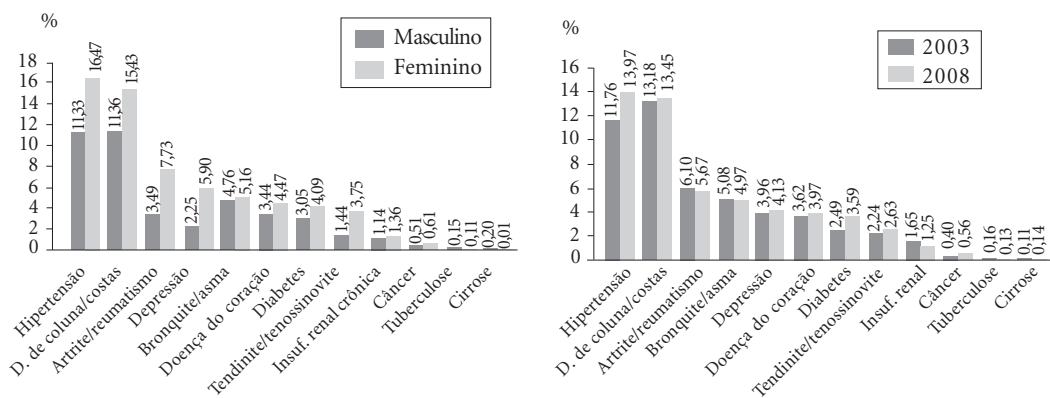 %
Masculino
Feminino
18
16
14
12
10
8
6
4
2
0
11,33
16,47
11,36
15,43
3,49
7,73
2,25
5,90
4,76
5,16
3,44
4,47
3,05
4,09
1,44
3,75
1,14
1,36
0,51
0,61
0,15
0,11
0,20
0,01
Hipertensão
D. de coluna/costas
Artrite/reumatismo
Depressão
Bronquite/asma
Doença do coração
Diabetes
Tendinite/tenossinovite
Insuf. renal crônica
Câncer
Tuberculose
Cirrose
%
2003
2008
16
14
12
10
8
6
4
2
0
11,76
13,97
13,18
13,45
6,10
5,67
5,08
4,97
3,96
4,13
3,62
3,97
2,49
3,59
2,24
2,63
1,65
1,25
0,40
0,56
0,16
0,13
0,11
0,14
Hipertensão
D. de coluna/costas
Artrite/reumatismo
Bronquite/asma
Depressão
Doença do coração
Diabetes
Tendinite/tenossinovite
Insuf. renal
Câncer
Tuberculose
Cirrose